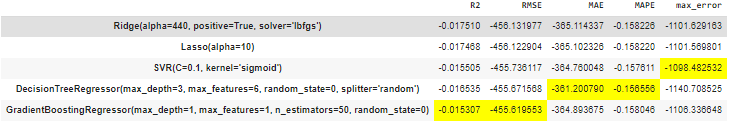 R2 RMSE MAE MAPE max_error
Ridge(alpha=440, positive=True, solver='lbfgs') -0.017510 -456.131977 -365.114337 -0.158226 -1101.629163
Lasso(alpha=10) -0.017468 -456.122904 -365.102326 -0.158220 -1101.569801
SVR(C=0.1, kernel='sigmoid') -0.015505 -455.736117 -364.760048 -0.157611 -1098.482532
DecisionTreeRegressor(max_depth=3, max_features=6, random_state=0, splitter='random') -0.016535 -455.671568 -361.200790 -0.156556 -1140.708525
GradientBoostingRegressor(max_depth=1, max_features=1, n_estimators=50, random_state=0) -0.015307 -455.619553 -364.893675 -0.158046 -1106.336648